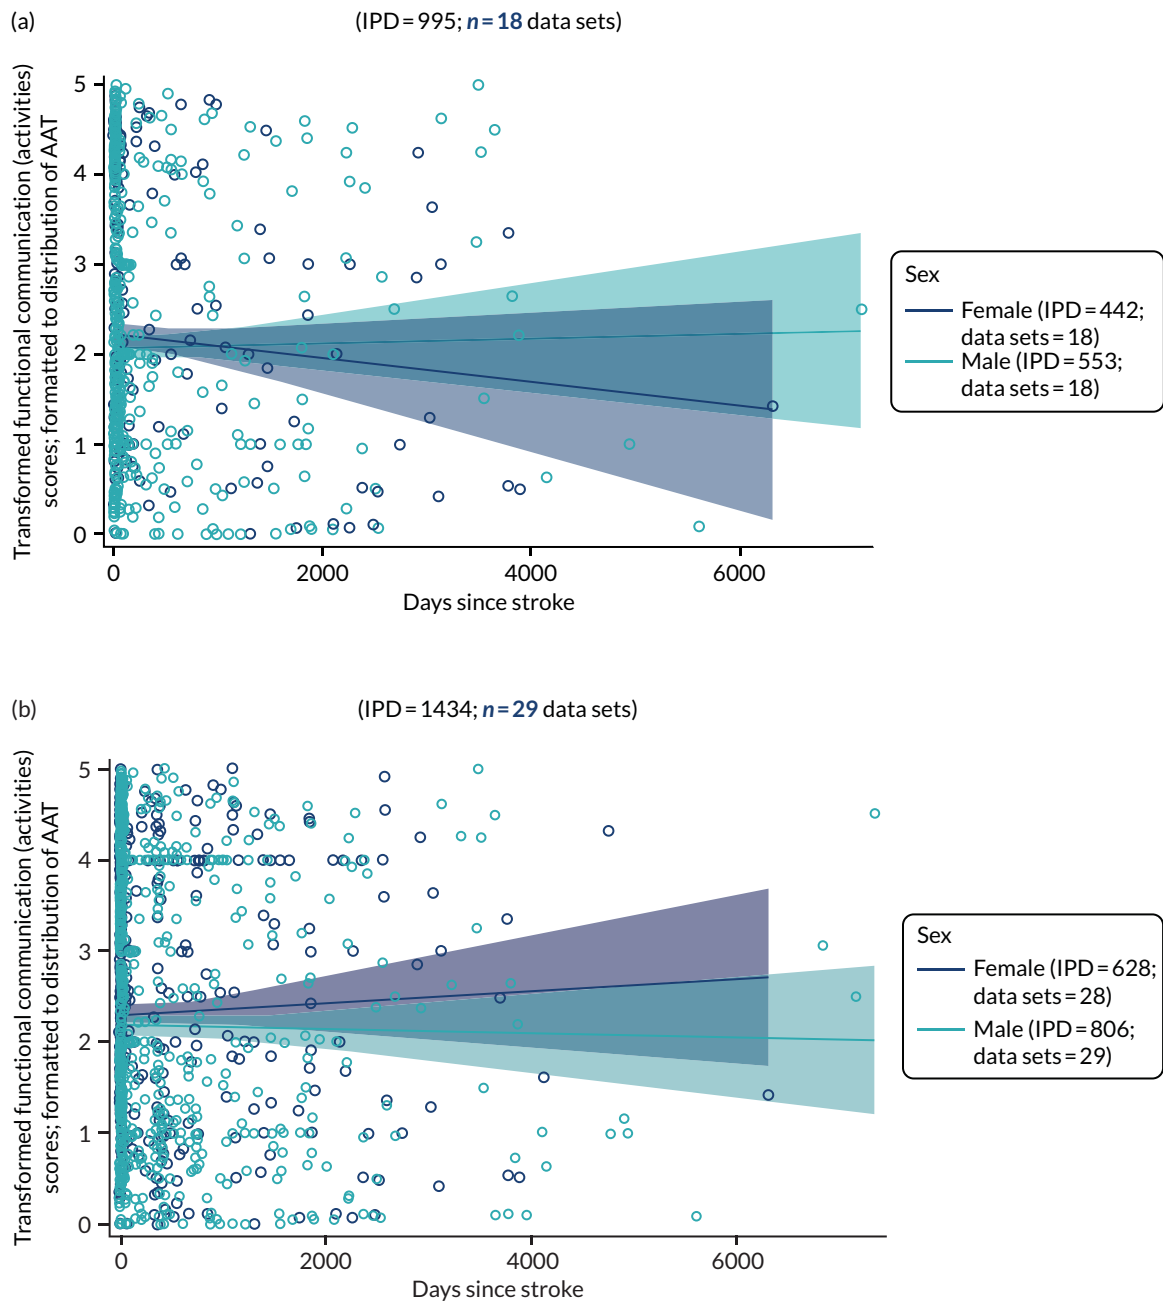 (a)
(IPD = 995; n = 18 data sets)
Transformed functional communication (activities)
scores; formatted to distribution of AAT
5
4
3
2
1
0
0
2000
4000
6000
Days since stroke
Sex
Female (IPD = 442;
data sets = 18)
Male (IPD = 553;
data sets = 18)
(b)
(IPD = 1434; n = 29 data sets)
Transformed functional communication (activities)
scores; formatted to distribution of AAT
5
4
3
2
1
0
0
2000
4000
6000
Days since stroke
Sex
Female (IPD = 628;
data sets = 28)
Male (IPD = 806;
data sets = 29)